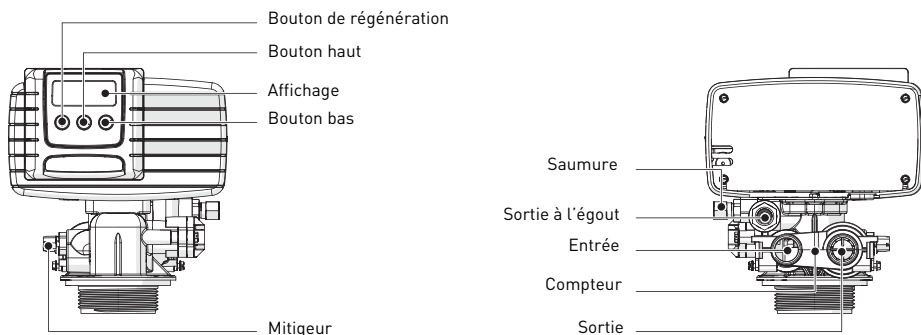 Bouton de régénération
Bouton haut
Affichage
Bouton bas
Mitigeur
Saumure
Sortie à l'égout
Entrée
Compteur
Sortie